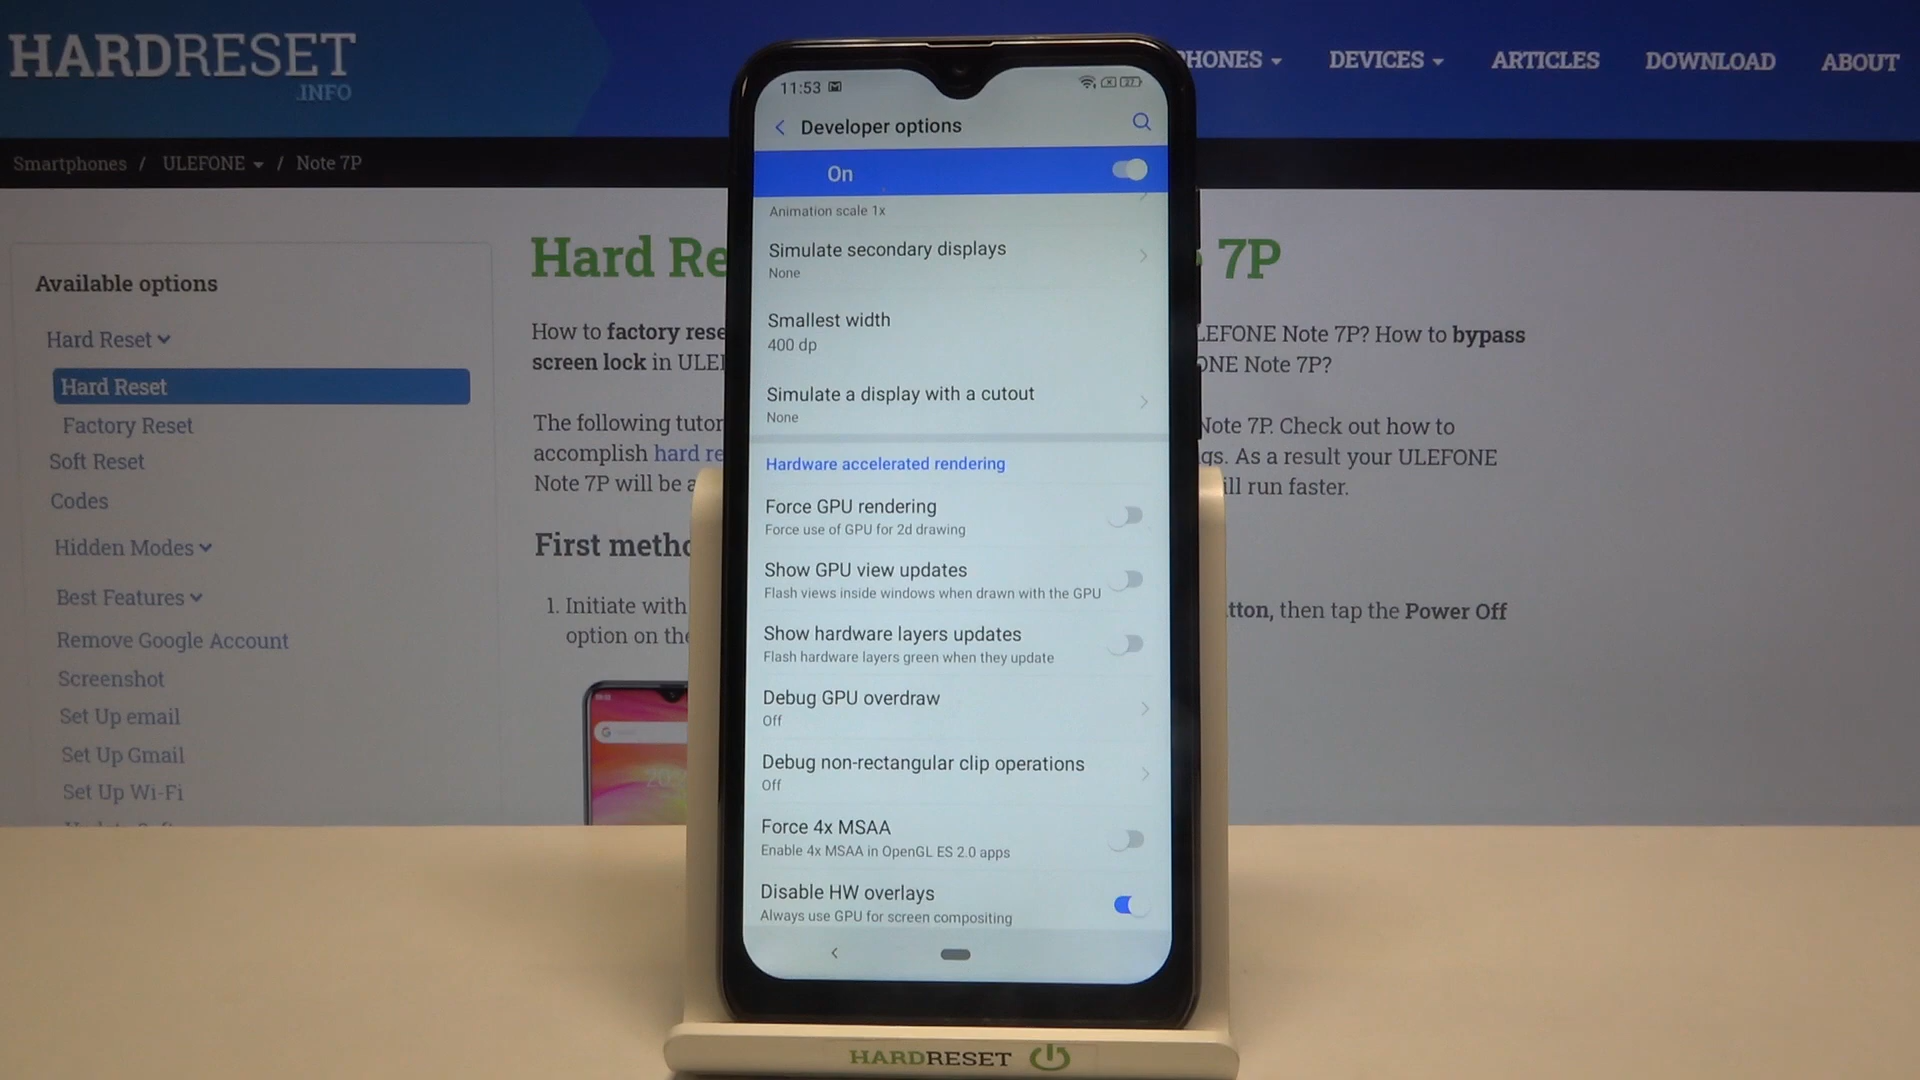 HARDRESET
.INFO
PHONES
DEVICES
ARTICLES
DOWNLOAD
ABOUT
Smartphones / ULEFONE / Note 7P
Available options
Hard Reset
Hard Reset
Factory Reset
Soft Reset
Codes
Hidden Modes
Best Features
Remove Google Account
Screenshot
Set Up email
Set Up Gmail
Set Up Wi-Fi
Hard Re
7P
How to factory rese
screen lock in ULE
LEFONE Note 7P? How to bypass
ONE Note 7P?
The following tutor
accomplish hard re
Note 7P will be a
Note 7P. Check out how to
gs. As a result your ULEFONE
ill run faster.
First metho
1. Initiate with
option on the
tton, then tap the Power Off
11:53
27
Developer options
On
Animation scale 1x
Simulate secondary displays
None
Smallest width
400 dp
Simulate a display with a cutout
None
Hardware accelerated rendering
Force GPU rendering
Force use of GPU for 2d drawing
Show GPU view updates
Flash views inside windows when drawn with the GPU
Show hardware layers updates
Flash hardware layers green when they update
Debug GPU overdraw
Off
Debug non-rectangular clip operations
Off
Force 4x MSAA
Enable 4x MSAA in OpenGL ES 2.0 apps
Disable HW overlays
Always use GPU for screen compositing
HARDRESET